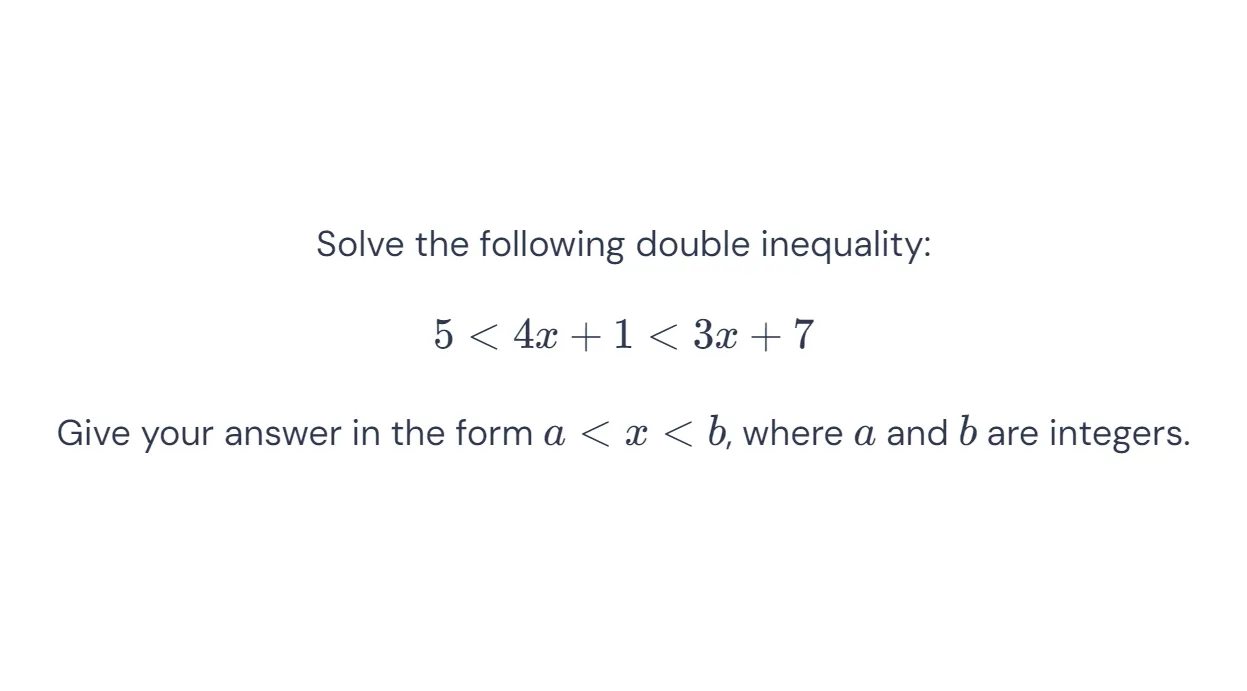 Solve the following double inequality:
5 < 4x + 1 < 3x + 7
Give your answer in the form a < x < b, where a and b are integers.